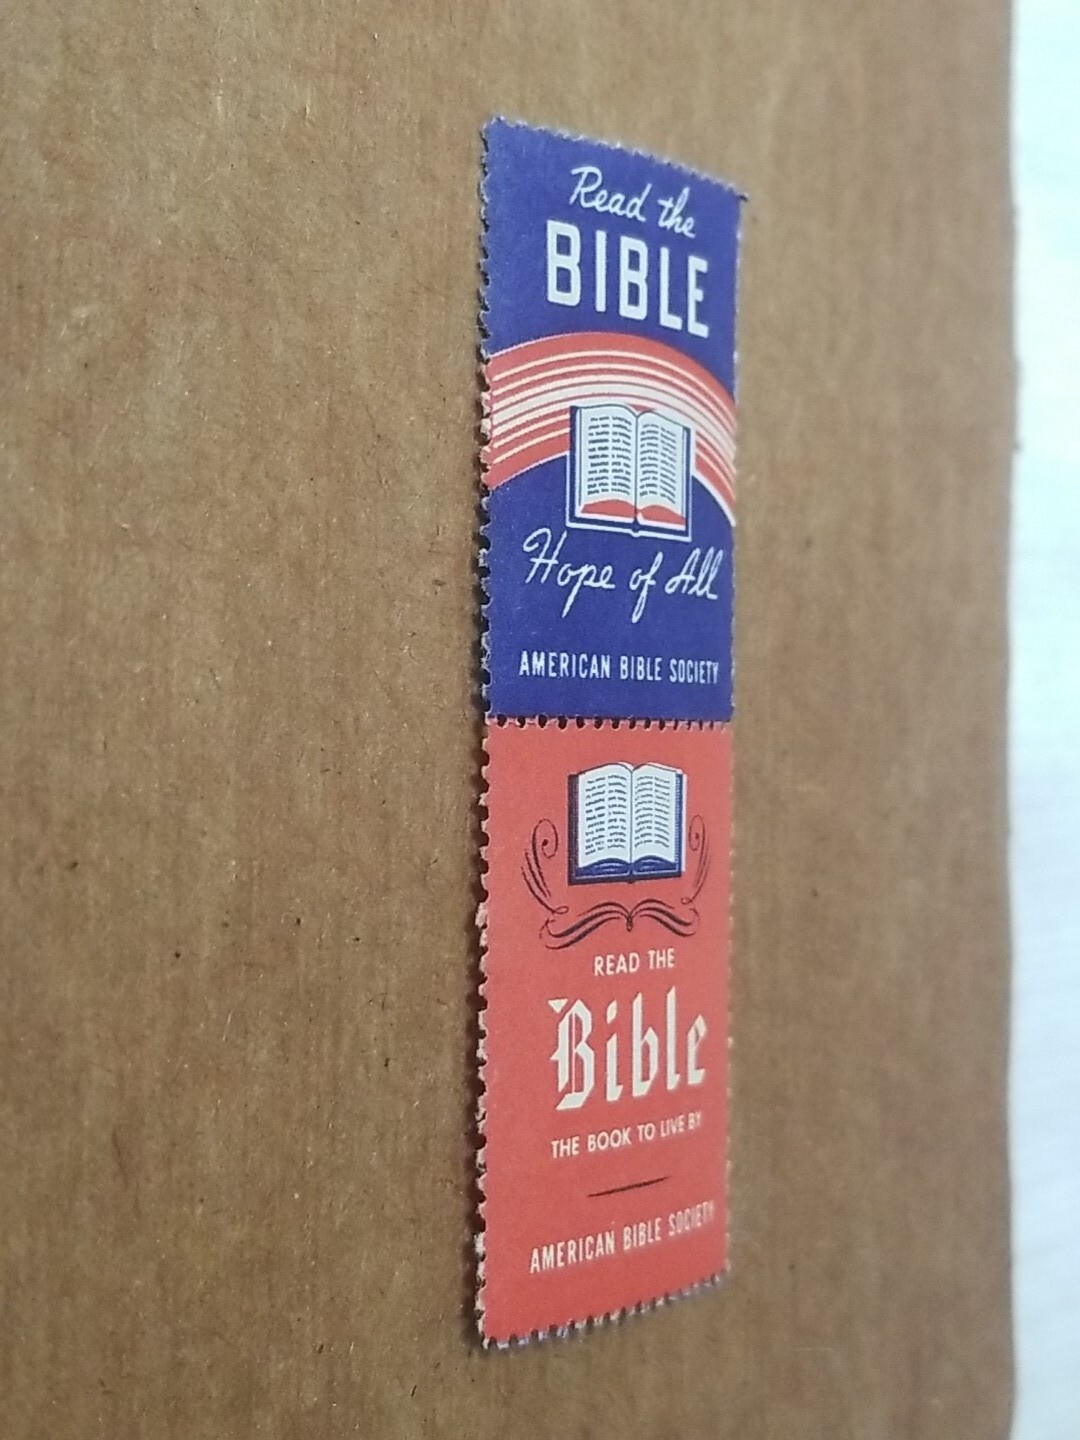 Read the
BIBLE
Hope of All
AMERICAN BIBLE SOCIETY
READ THE
Bible
THE BOOK TO LIVE BY
AMERICAN BIBLE SOCIETY